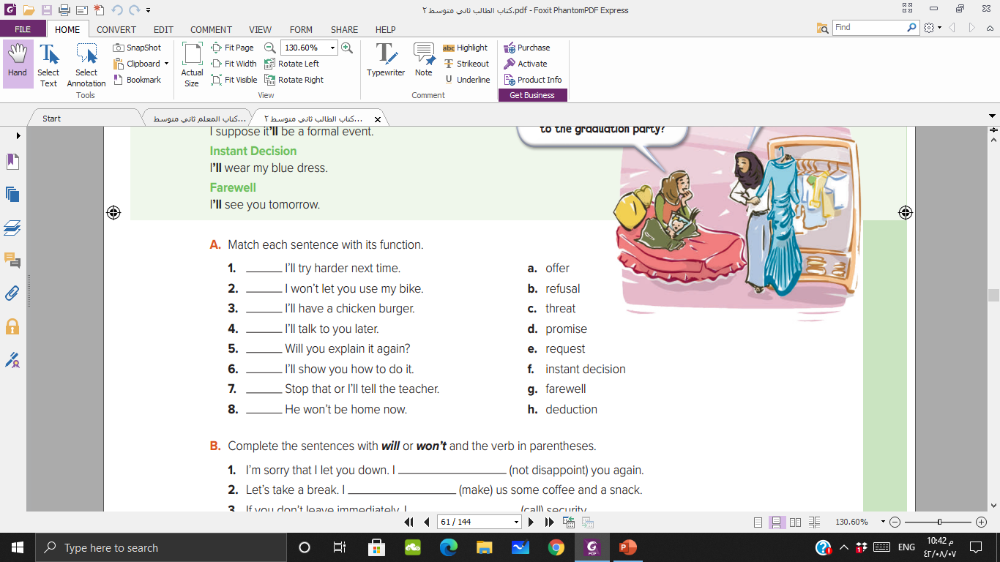 كتاب الطالب ثاني متوسط ٢.pdf - Foxit PhantomPDF Express
FILE
HOME
CONVERT
EDIT
COMMENT
VIEW
FORM
SHARE
HELP
Find
Hand
Select Text
Select Annotation
SnapShot
Clipboard
Bookmark
Tools
Actual Size
Fit Page
Fit Width
Fit Visible
130.60%
Rotate Left
Rotate Right
View
Typewriter
Note
abc Highlight
T Strikeout
U Underline
Comment
Purchase
Activate
Product Info
Get Business
Start
كتاب المعلم ثاني متوسط...
كتاب الطالب ثاني متوسط ٢...
I suppose it'll be a formal event.
Instant Decision
I'll wear my blue dress.
Farewell
I'll see you tomorrow.
to the graduation party?
A. Match each sentence with its function.
1. ______ I'll try harder next time. a. offer
2. ______ I won't let you use my bike. b. refusal
3. ______ I'll have a chicken burger. c. threat
4. ______ I'll talk to you later. d. promise
5. ______ Will you explain it again? e. request
6. ______ I'll show you how to do it. f. instant decision
7. ______ Stop that or I'll tell the teacher. g. farewell
8. ______ He won't be home now. h. deduction
B. Complete the sentences with will or won't and the verb in parentheses.
1. I'm sorry that I let you down. I __________________ (not disappoint) you again.
2. Let's take a break. I __________________ (make) us some coffee and a snack.
3. If you don't leave immediately, I __________________ (call) security.
61 / 144
130.60%
Type here to search
PDF
ENG
10:42 م
٤٢/٠٨/٠٧